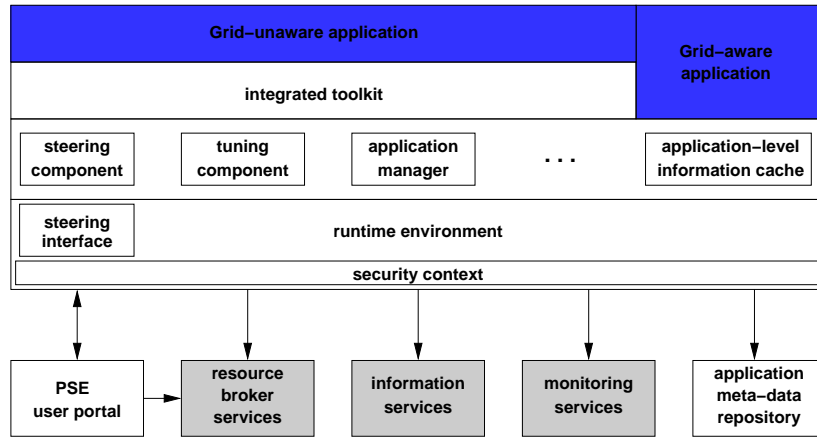 Grid-unaware application
Grid-aware
application
integrated toolkit
steering
component
tuning
component
application
manager
. . .
application-level
information cache
steering
interface
runtime environment
security context
PSE
user portal
resource
broker
services
information
services
monitoring
services
application
meta-data
repository